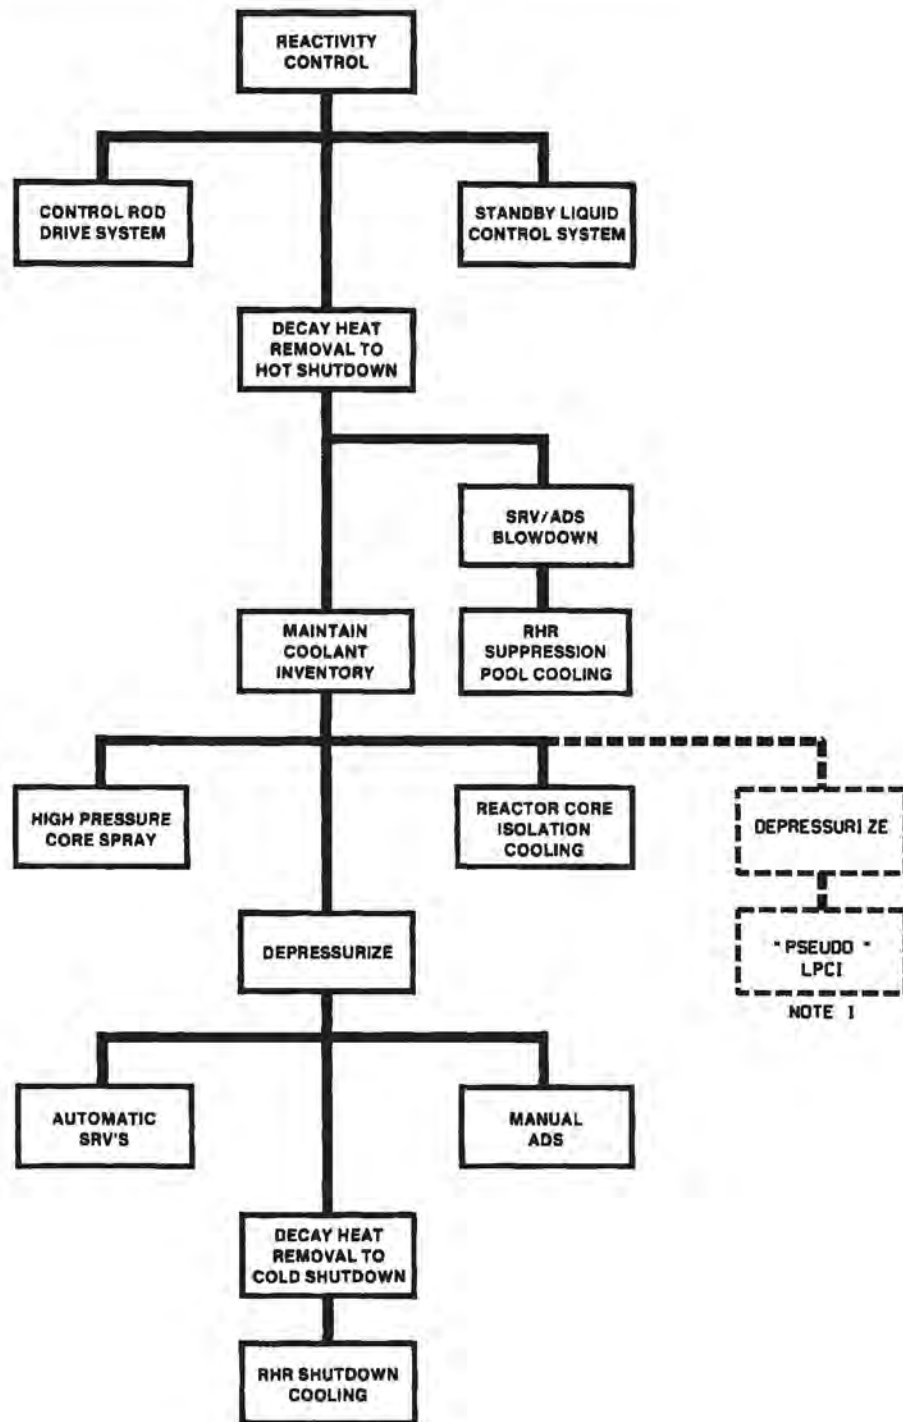 REACTIVITY
CONTROL
CONTROL ROD
DRIVE SYSTEM
STANDBY LIQUID
CONTROL SYSTEM
DECAY HEAT
REMOVAL TO
HOT SHUTDOWN
SRV/ADS
BLOWDOWN
MAINTAIN
COOLANT
INVENTORY
RHR
SUPPRESSION
POOL COOLING
HIGH PRESSURE
CORE SPRAY
REACTOR CORE
ISOLATION
COOLING
DEPRESSURIZE
"PSEUDO"
LPCI
NOTE 1
DEPRESSURIZE
AUTOMATIC
SRV'S
MANUAL
ADS
DECAY HEAT
REMOVAL TO
COLD SHUTDOWN
RHR SHUTDOWN
COOLING